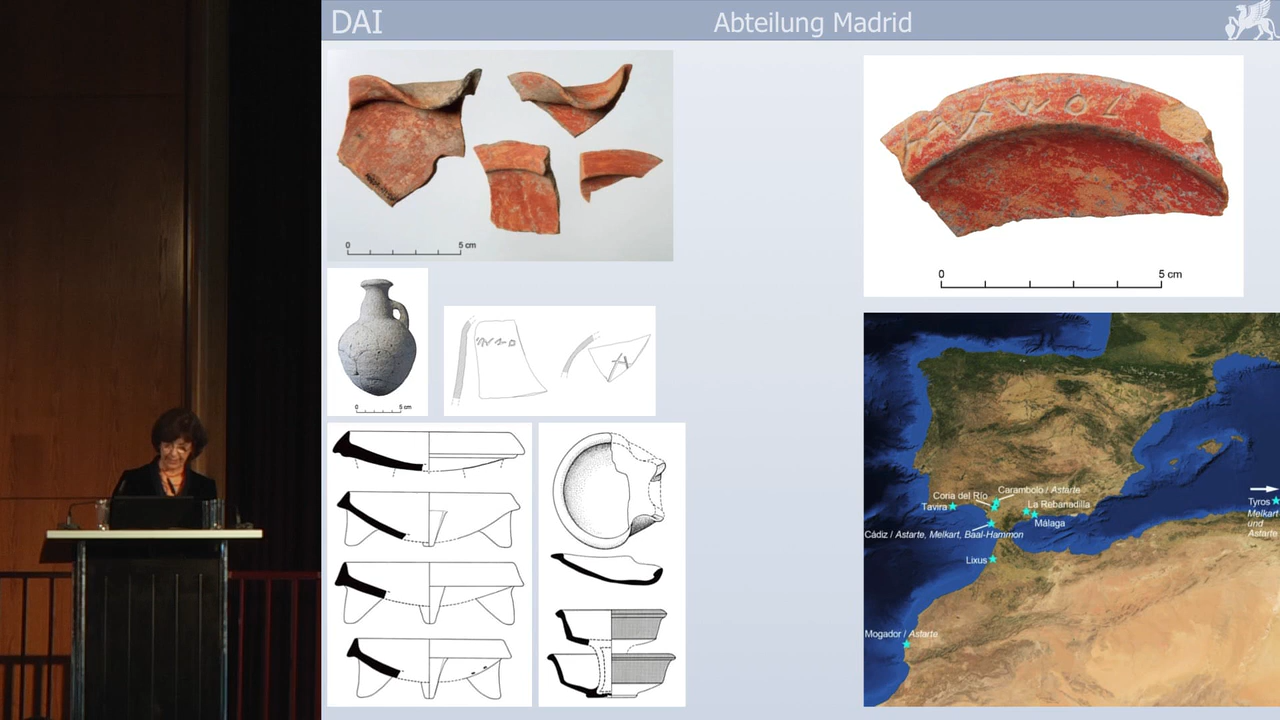 DAI
Abteilung Madrid
0 5 cm
0 5 cm
0 5 cm
Coria del Río
Carambolo / Astarte
Tavira
La Rebanadilla
Málaga
Cádiz / Astarte, Melkart, Baal-Hammon
Lixus
Mogador / Astarte
Tyros
Melkart
und
Astarte